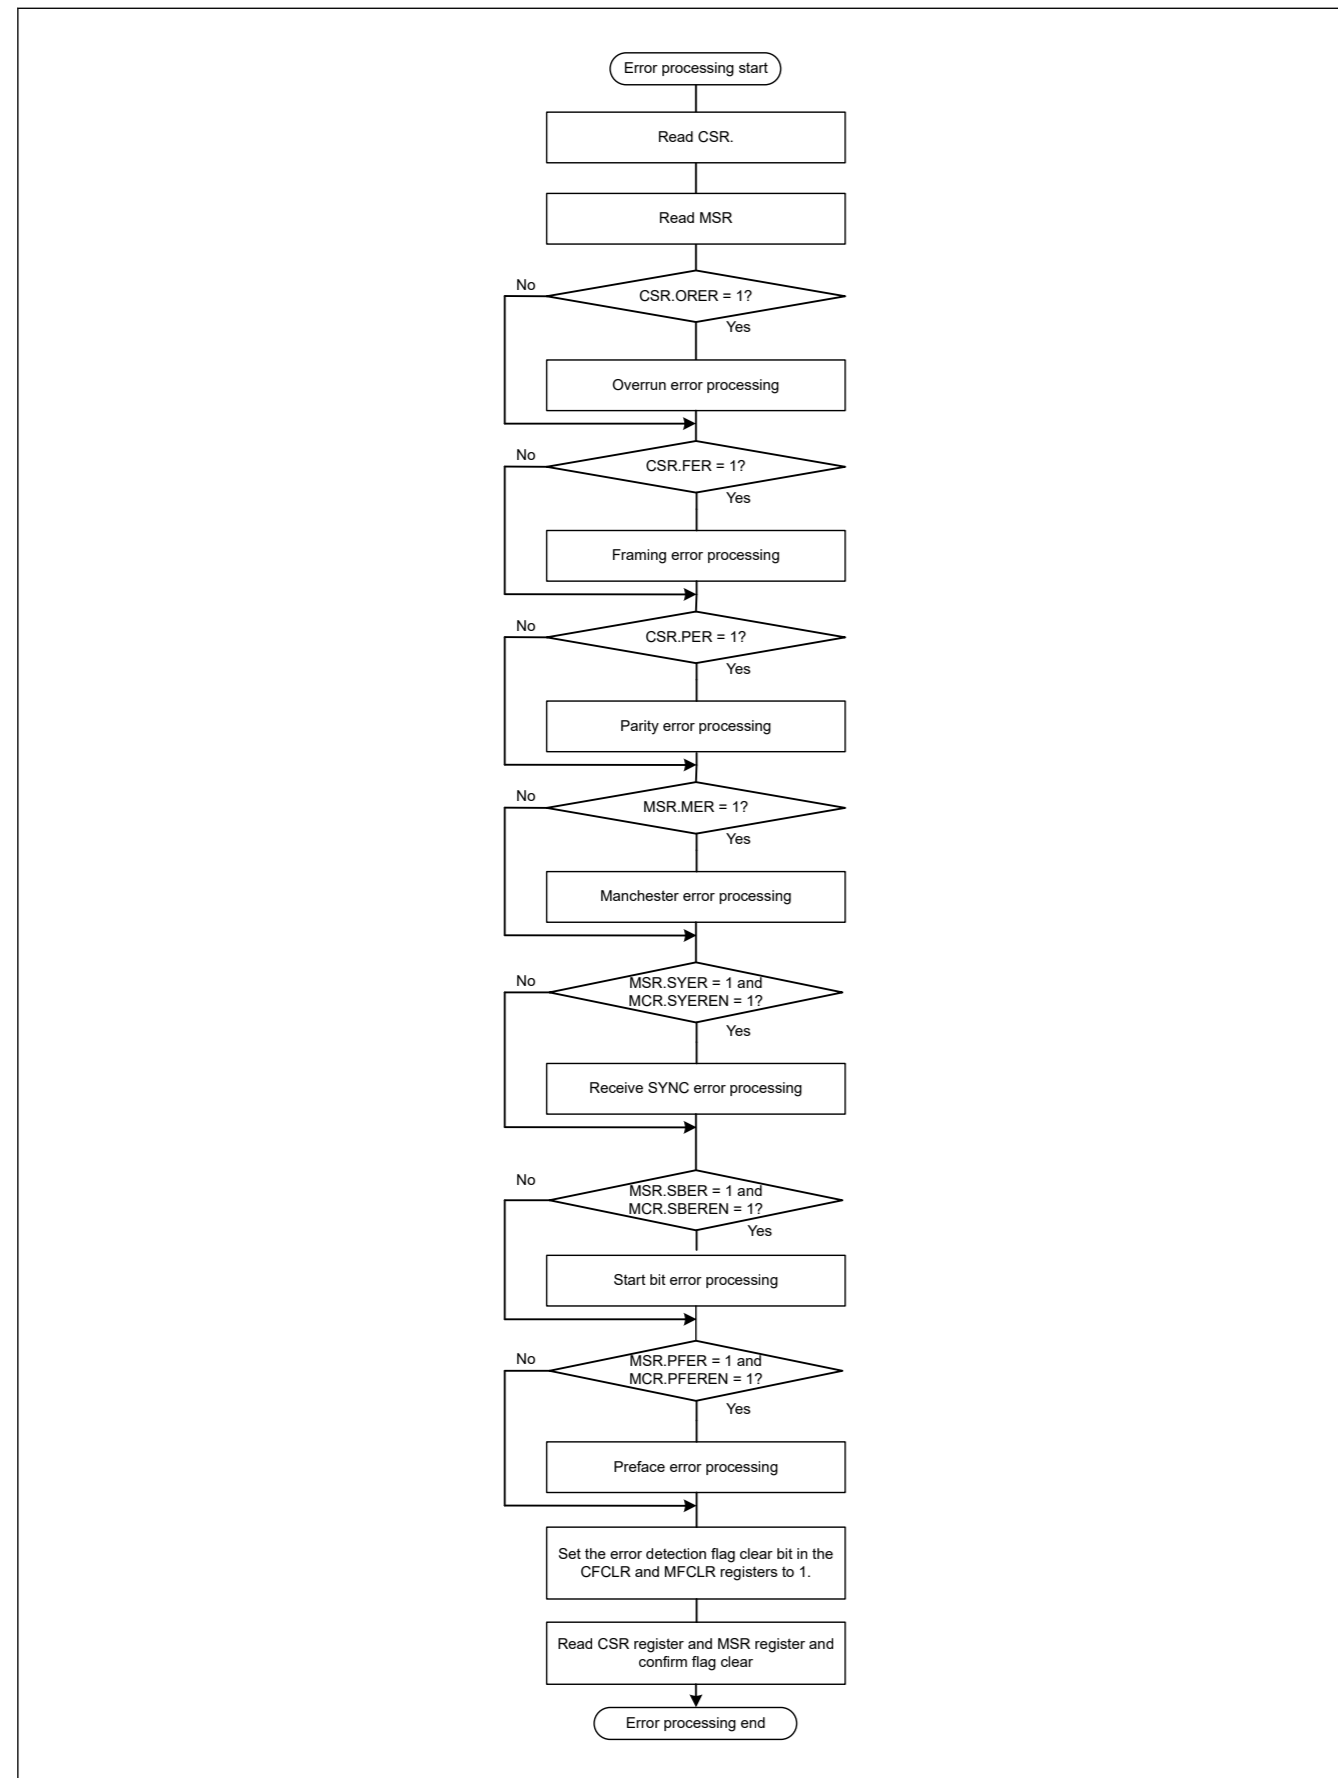 Error processing start
Read CSR.
Read MSR
No
CSR.ORER = 1?
Yes
Overrun error processing
No
CSR.FER = 1?
Yes
Framing error processing
No
CSR.PER = 1?
Yes
Parity error processing
No
MSR.MER = 1?
Yes
Manchester error processing
No
MSR.SYER = 1 and
MCR.SYEREN = 1?
Yes
Receive SYNC error processing
No
MSR.SBER = 1 and
MCR.SBEREN = 1?
Yes
Start bit error processing
No
MSR.PFER = 1 and
MCR.PFEREN = 1?
Yes
Preface error processing
Set the error detection flag clear bit in the
CFCLR and MFCLR registers to 1.
Read CSR register and MSR register and
confirm flag clear
Error processing end